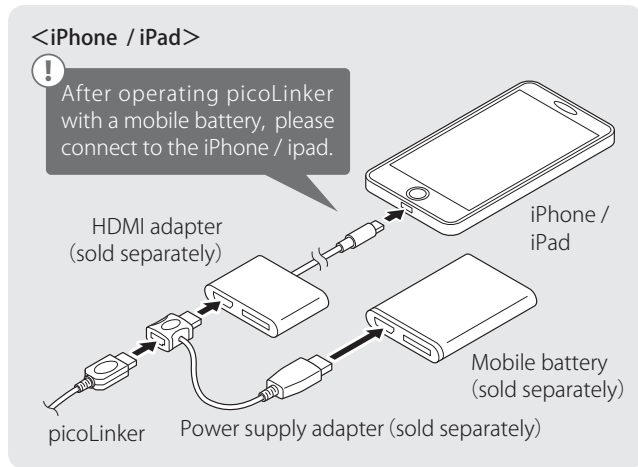 <iPhone / iPad>
!
After operating picoLinker
with a mobile battery, please
connect to the iPhone / ipad.
HDMI adapter
(sold separately)
iPhone /
iPad
Mobile battery
(sold separately)
picoLinker
Power supply adapter (sold separately)